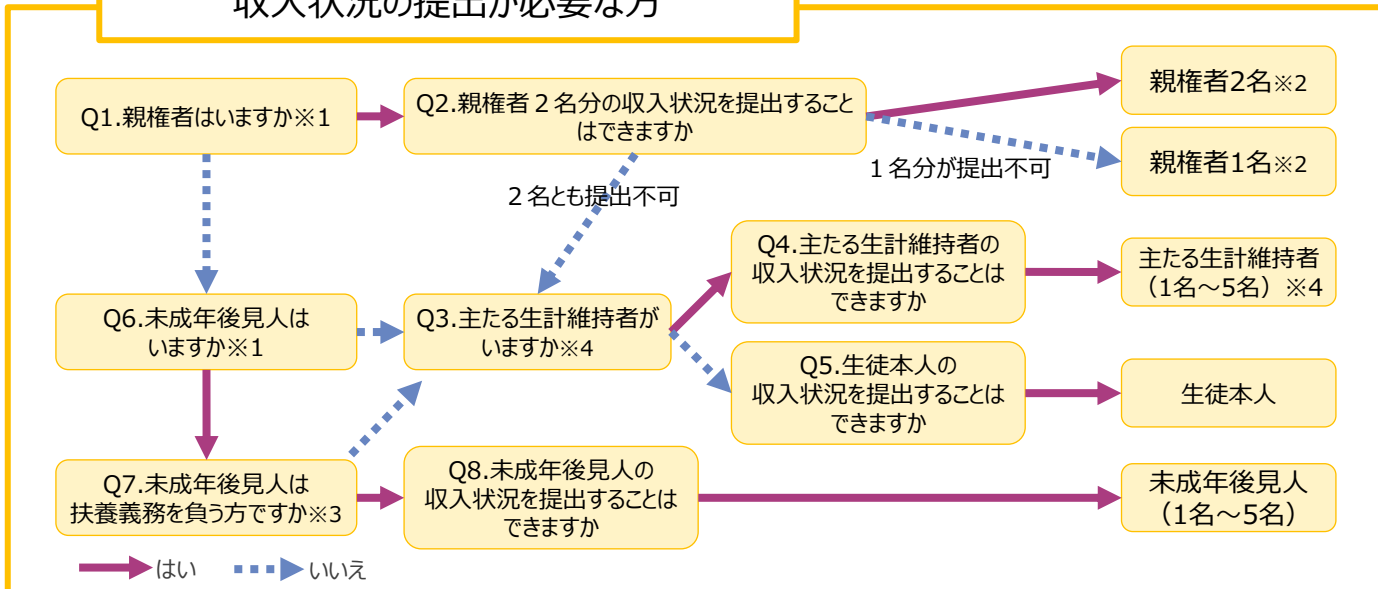 収入状況の提出が必要な方
Q1.親権者はいますか※1
Q2.親権者２名分の収入状況を提出すること
はできますか
親権者2名※2
親権者1名※2
１名分が提出不可
２名とも提出不可
Q6.未成年後見人は
いますか※1
Q3.主たる生計維持者が
いますか※4
Q4.主たる生計維持者の
収入状況を提出することは
できますか
主たる生計維持者
（1名～5名）※4
Q5.生徒本人の
収入状況を提出することは
できますか
生徒本人
Q7.未成年後見人は
扶養義務を負う方ですか※3
Q8.未成年後見人の
収入状況を提出することは
できますか
未成年後見人
（1名～5名）
はい
いいえ